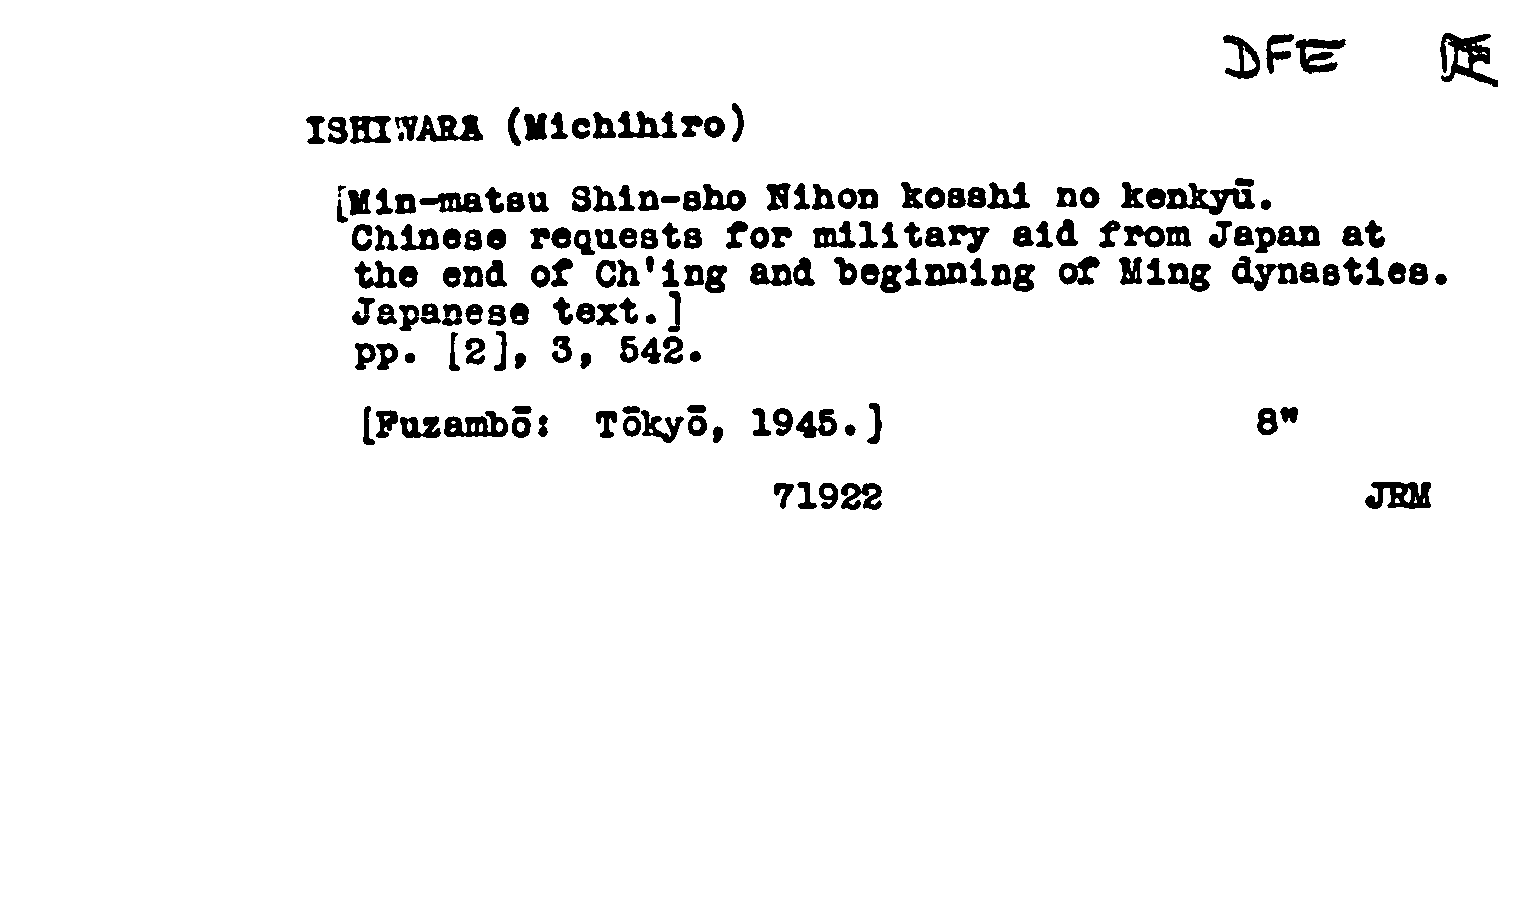 DFE
ISHIWARA (Michihiro)
[Min-matsu Shin-sho Nihon kosshi no kenkyū.
Chinese requests for military aid from Japan at
the end of Ch'ing and beginning of Ming dynasties.
Japanese text.]
pp. [2], 3, 542.
[Fuzambō: Tōkyō, 1945.] 8"
71922 JRM